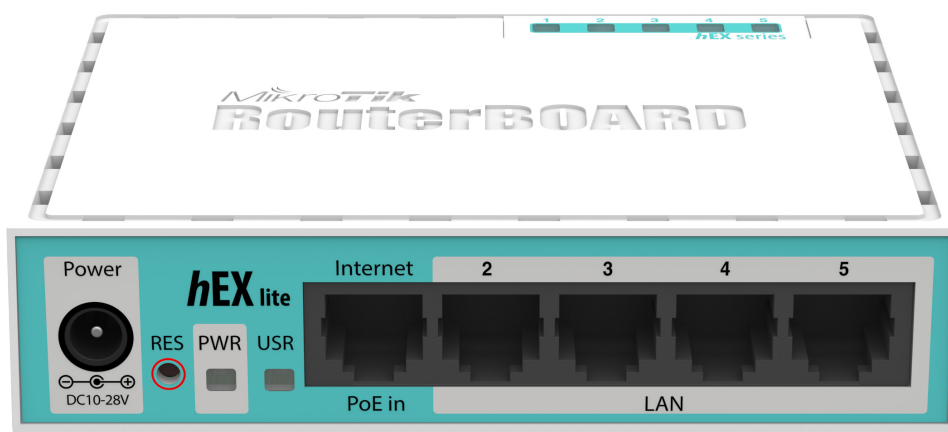 1 2 3 4 5
hEX series
MikroTik
RouterBOARD
Power
Internet 2 3 4 5
hEX lite
RES PWR USR
DC10-28V
PoE in LAN